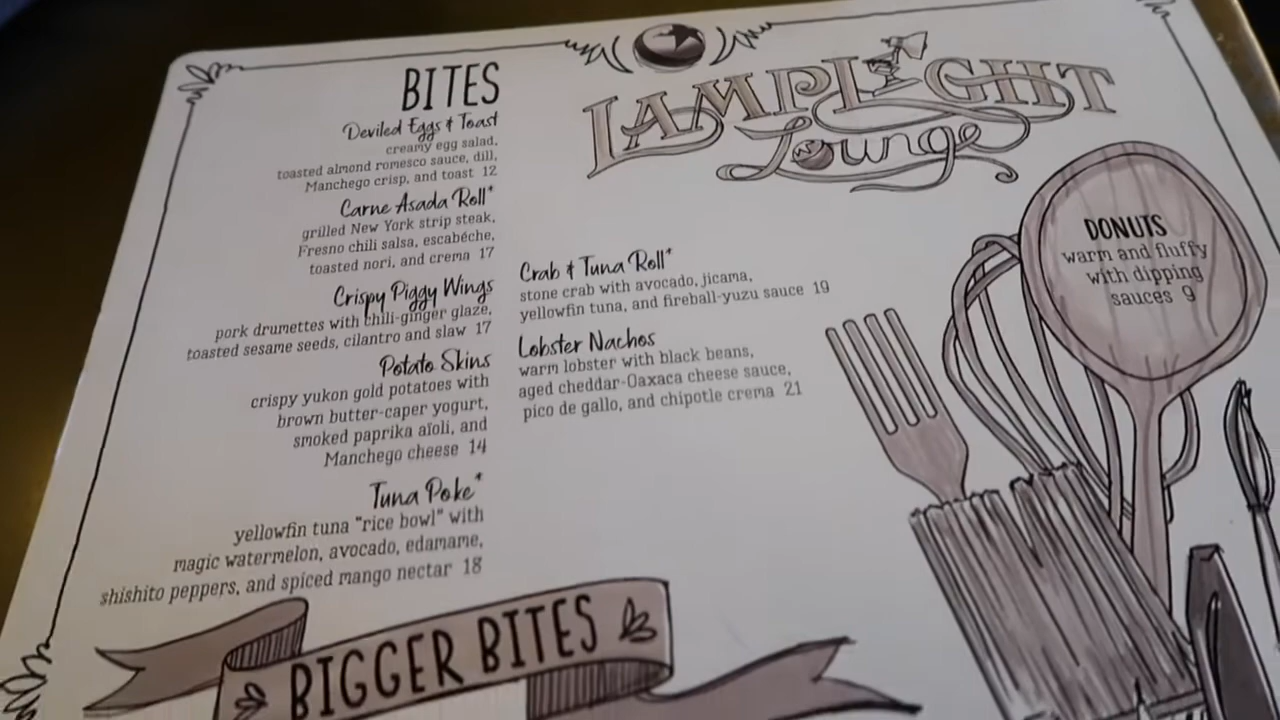 LAMPLIGHT
Lounge
BITES
Deviled Eggs & Toast
creamy egg salad,
toasted almond romesco sauce, dill,
Manchego crisp, and toast 12
Carne Asada Roll*
grilled New York strip steak,
Fresno chili salsa, escabéche,
toasted nori, and crema 17
Crispy Piggy Wings
pork drumettes with chili-ginger glaze,
toasted sesame seeds, cilantro and slaw 17
Potato Skins
crispy yukon gold potatoes with
brown butter-caper yogurt,
smoked paprika aïoli, and
Manchego cheese 14
Tuna Poke*
yellowfin tuna "rice bowl" with
magic watermelon, avocado, edamame,
shishito peppers, and spiced mango nectar 18
Crab & Tuna Roll*
stone crab with avocado, jicama,
yellowfin tuna, and fireball-yuzu sauce 19
Lobster Nachos
warm lobster with black beans,
aged cheddar-Oaxaca cheese sauce,
pico de gallo, and chipotle crema 21
DONUTS
warm and fluffy
with dipping
sauces 9
BIGGER BITES